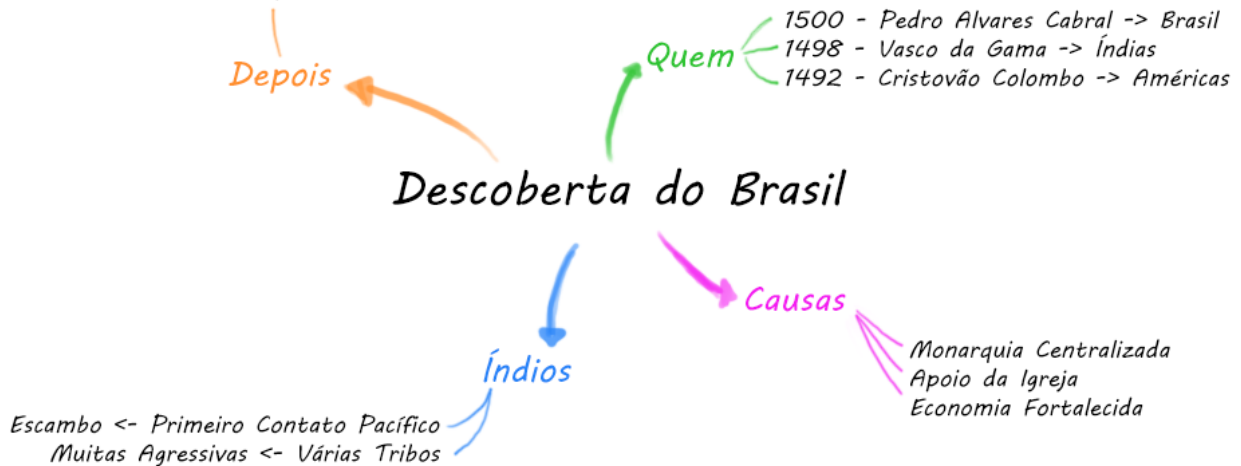 1500 - Pedro Alvares Cabral -> Brasil
Quem
1498 - Vasco da Gama -> Índias
1492 - Cristovão Colombo -> Américas
Depois
Descoberta do Brasil
Causas
Monarquia Centralizada
Apoio da Igreja
Economia Fortalecida
Índios
Escambo <- Primeiro Contato Pacífico
Muitas Agressivas <- Várias Tribos